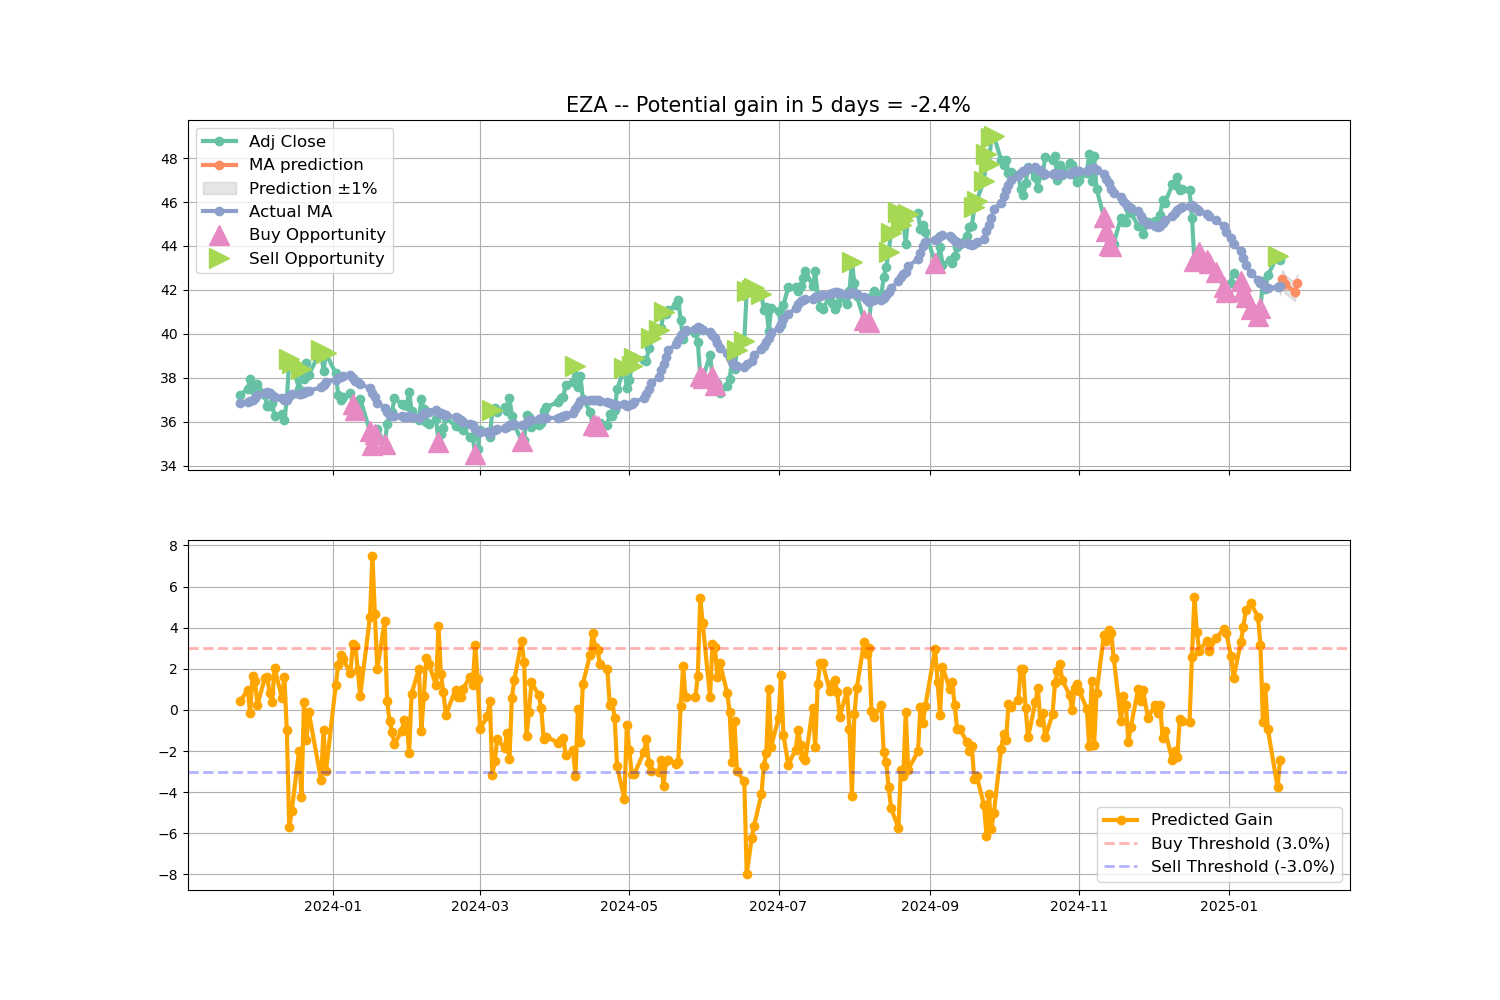 EZA -- Potential gain in 5 days = -2.4%
Adj Close
MA prediction
Prediction ±1%
Actual MA
Buy Opportunity
Sell Opportunity
48
46
44
42
40
38
36
34
8
6
4
2
0
−2
−4
−6
−8
Predicted Gain
Buy Threshold (3.0%)
Sell Threshold (-3.0%)
2024-01
2024-03
2024-05
2024-07
2024-09
2024-11
2025-01